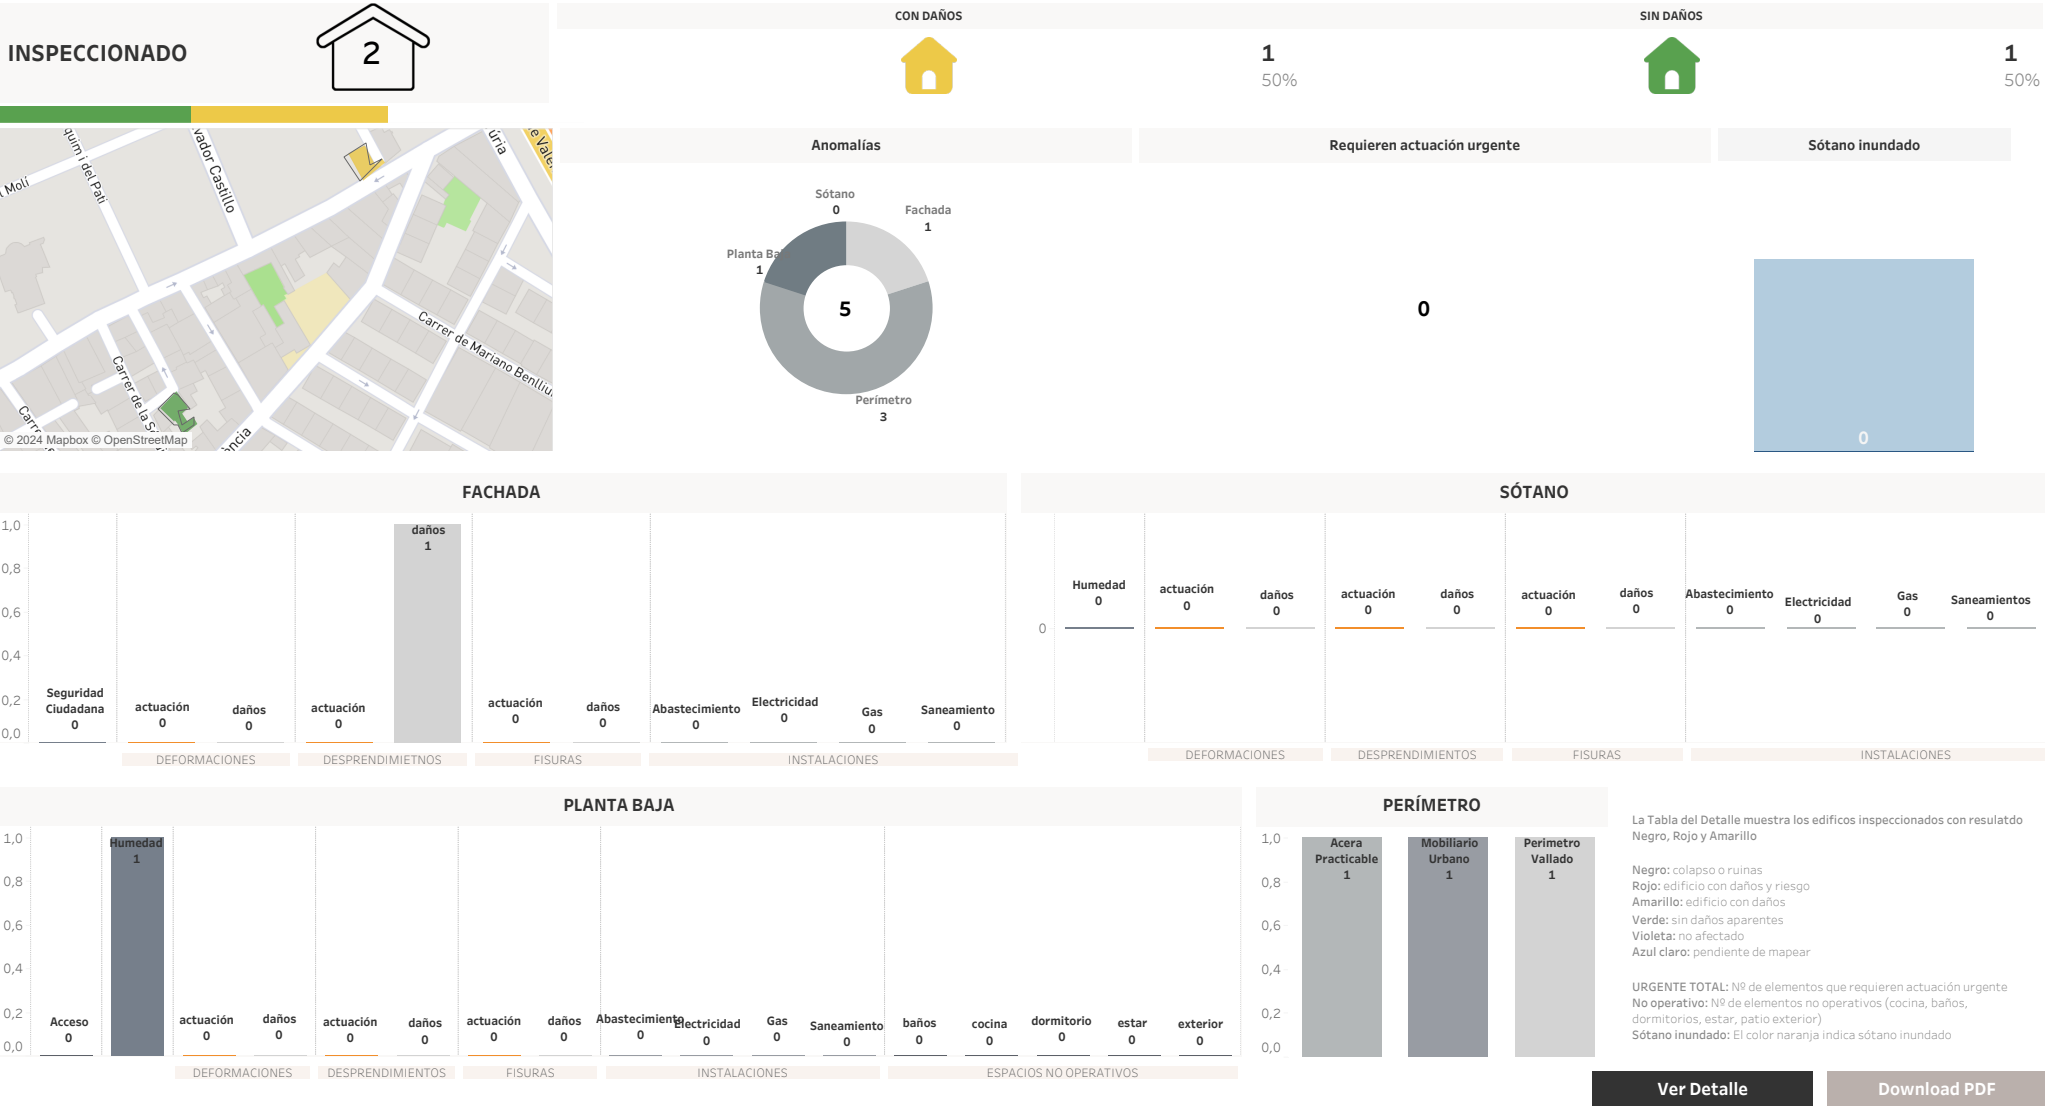 INSPECCIONADO
2
CON DAÑOS
1
50%
SIN DAÑOS
1
50%
Molí
quim i del Pati
vador Castillo
úria
e Valen
Carrer de Mariano Benlliu
Carrer de la S
Carre
ència
© 2024 Mapbox © OpenStreetMap
Anomalías
Sótano
0
Fachada
1
Planta Ba
1
5
Perímetro
3
Requieren actuación urgente
0
Sótano inundado
0
FACHADA
1,0
0,8
0,6
0,4
0,2
0,0
Seguridad
Ciudadana
0
actuación
0
daños
0
actuación
0
daños
1
actuación
0
daños
0
Abastecimiento
0
Electricidad
0
Gas
0
Saneamiento
0
DEFORMACIONES
DESPRENDIMIETNOS
FISURAS
INSTALACIONES
SÓTANO
0
Humedad
0
actuación
0
daños
0
actuación
0
daños
0
actuación
0
daños
0
Abastecimiento
0
Electricidad
0
Gas
0
Saneamientos
0
DEFORMACIONES
DESPRENDIMIENTOS
FISURAS
INSTALACIONES
PLANTA BAJA
1,0
0,8
0,6
0,4
0,2
0,0
Acceso
0
Humedad
1
actuación
0
daños
0
actuación
0
daños
0
actuación
0
daños
0
Abastecimiento
0
Electricidad
0
Gas
0
Saneamiento
0
baños
0
cocina
0
dormitorio
0
estar
0
exterior
0
DEFORMACIONES
DESPRENDIMIENTOS
FISURAS
INSTALACIONES
ESPACIOS NO OPERATIVOS
PERÍMETRO
1,0
0,8
0,6
0,4
0,2
0,0
Acera
Practicable
1
Mobiliario
Urbano
1
Perimetro
Vallado
1
La Tabla del Detalle muestra los edificos inspeccionados con resulatdo
Negro, Rojo y Amarillo
Negro: colapso o ruinas
Rojo: edificio con daños y riesgo
Amarillo: edificio con daños
Verde: sin daños aparentes
Violeta: no afectado
Azul claro: pendiente de mapear
URGENTE TOTAL: Nº de elementos que requieren actuación urgente
No operativo: Nº de elementos no operativos (cocina, baños,
dormitorios, estar, patio exterior)
Sótano inundado: El color naranja indica sótano inundado
Ver Detalle
Download PDF